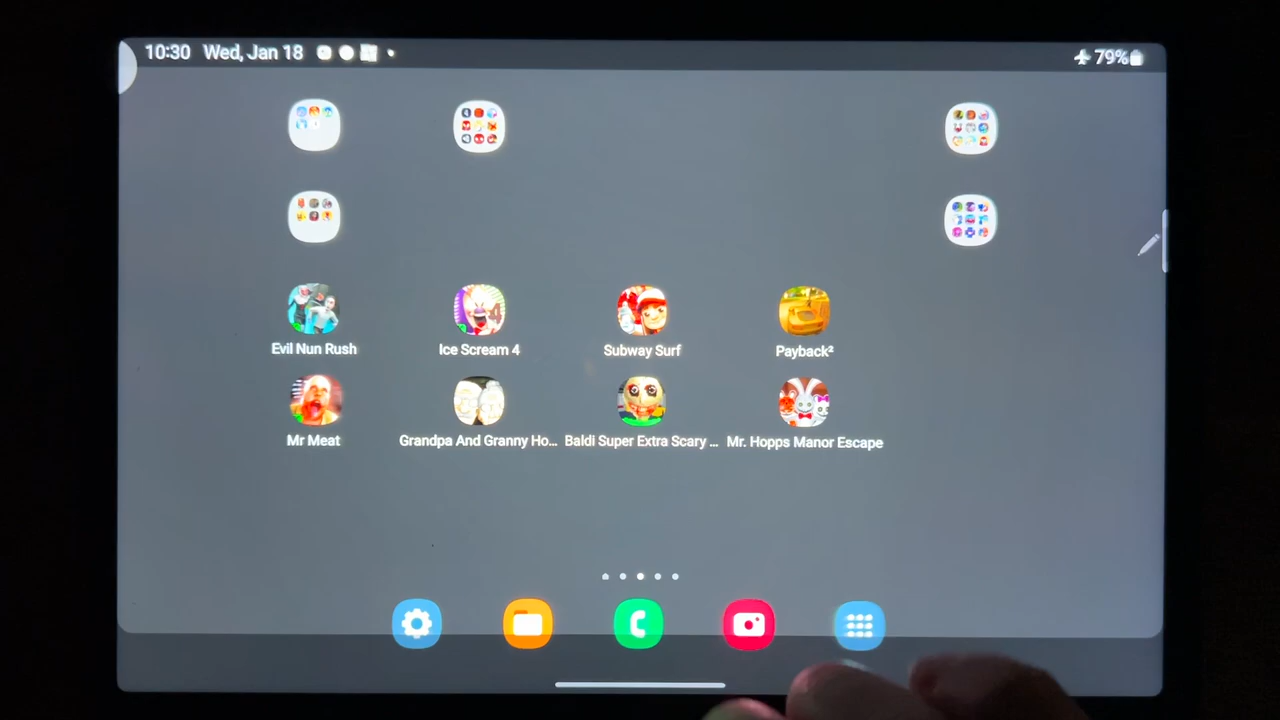 10:30 Wed, Jan 18
79%
Evil Nun Rush
Ice Scream 4
Subway Surf
Payback²
Mr Meat
Grandpa And Granny Ho...
Baldi Super Extra Scary ...
Mr. Hopps Manor Escape